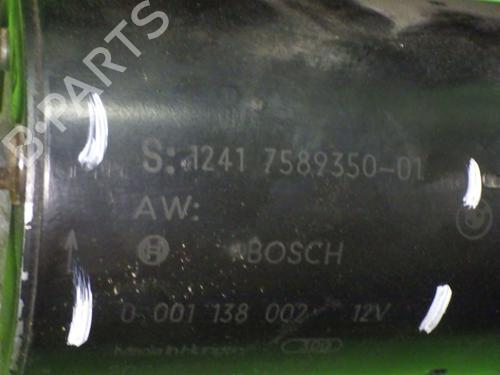 B-PARTS
S: 1241 7589350-01
AW:
BOSCH
0 001 138 002 12V
Made in Hungary